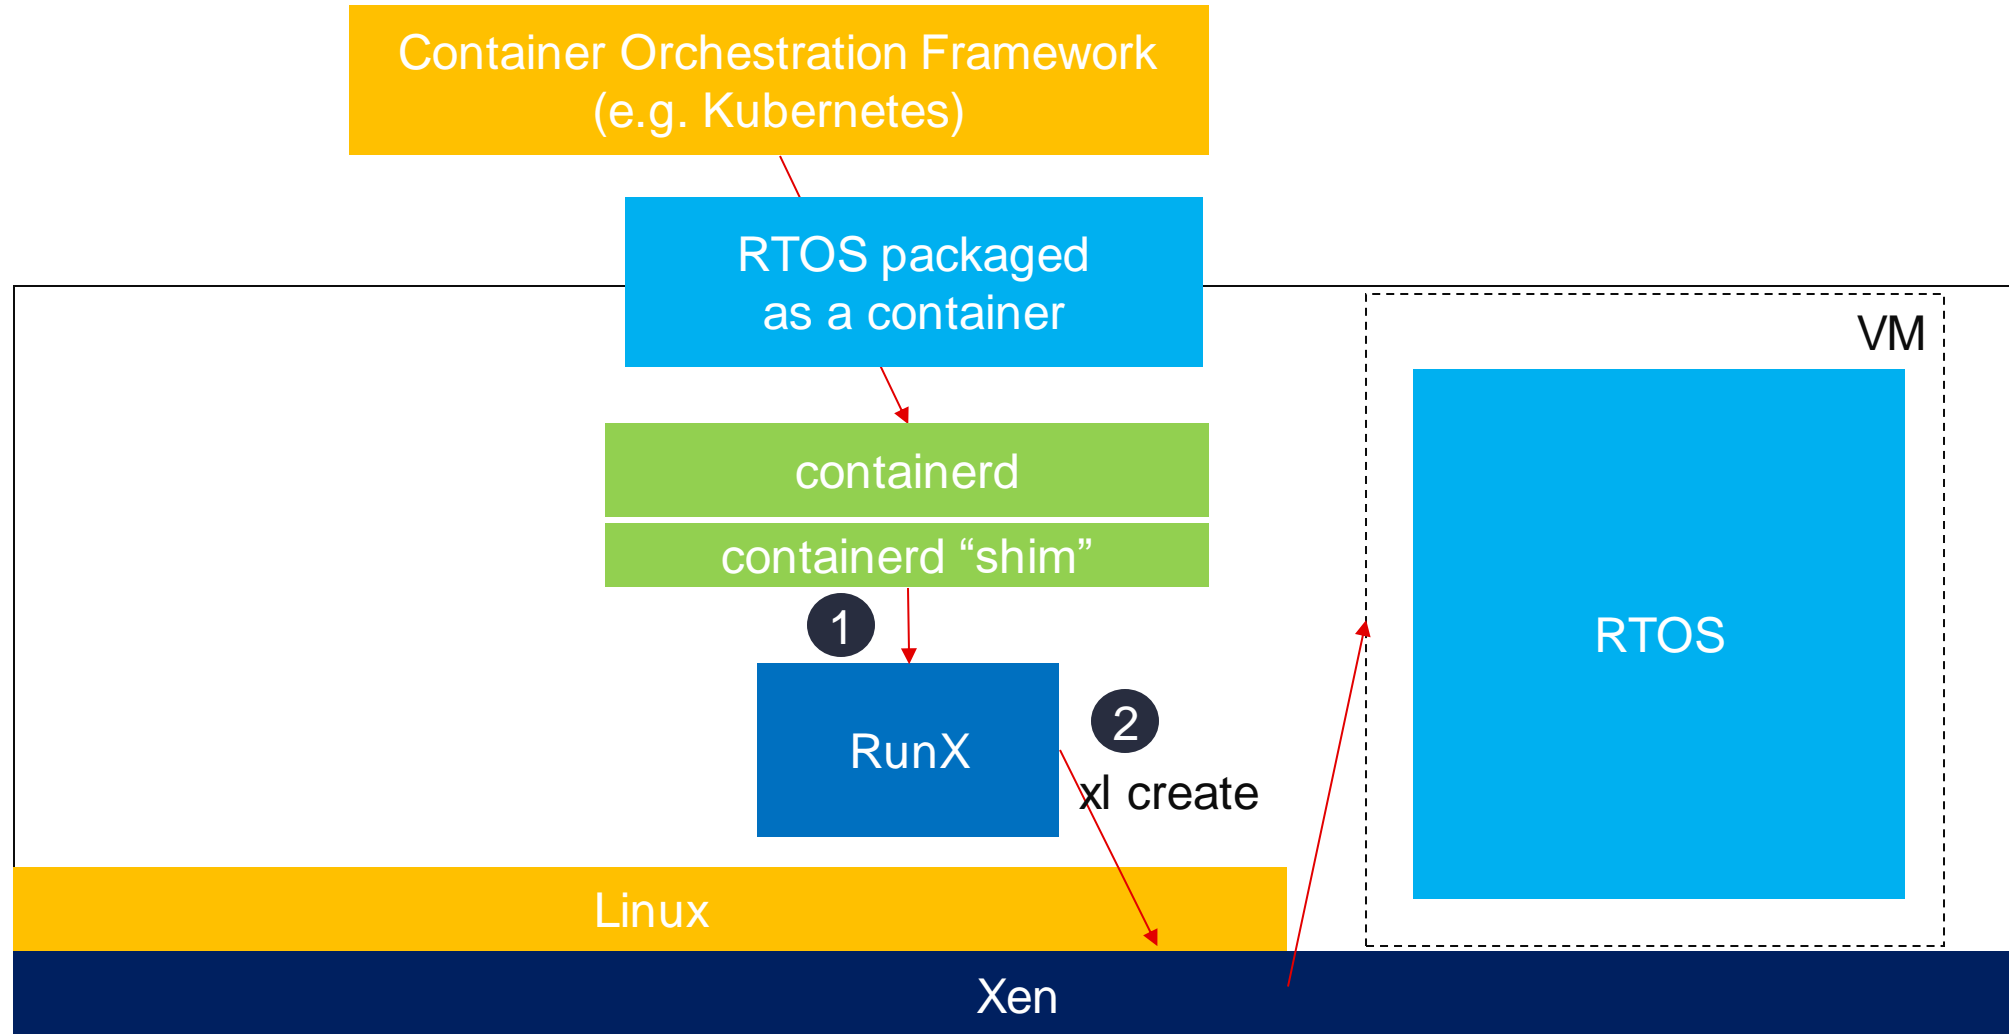 Container Orchestration Framework
(e.g. Kubernetes)
RTOS packaged
as a container
VM
containerd
containerd “shim”
1
RTOS
2
RunX
xl create
Linux
Xen